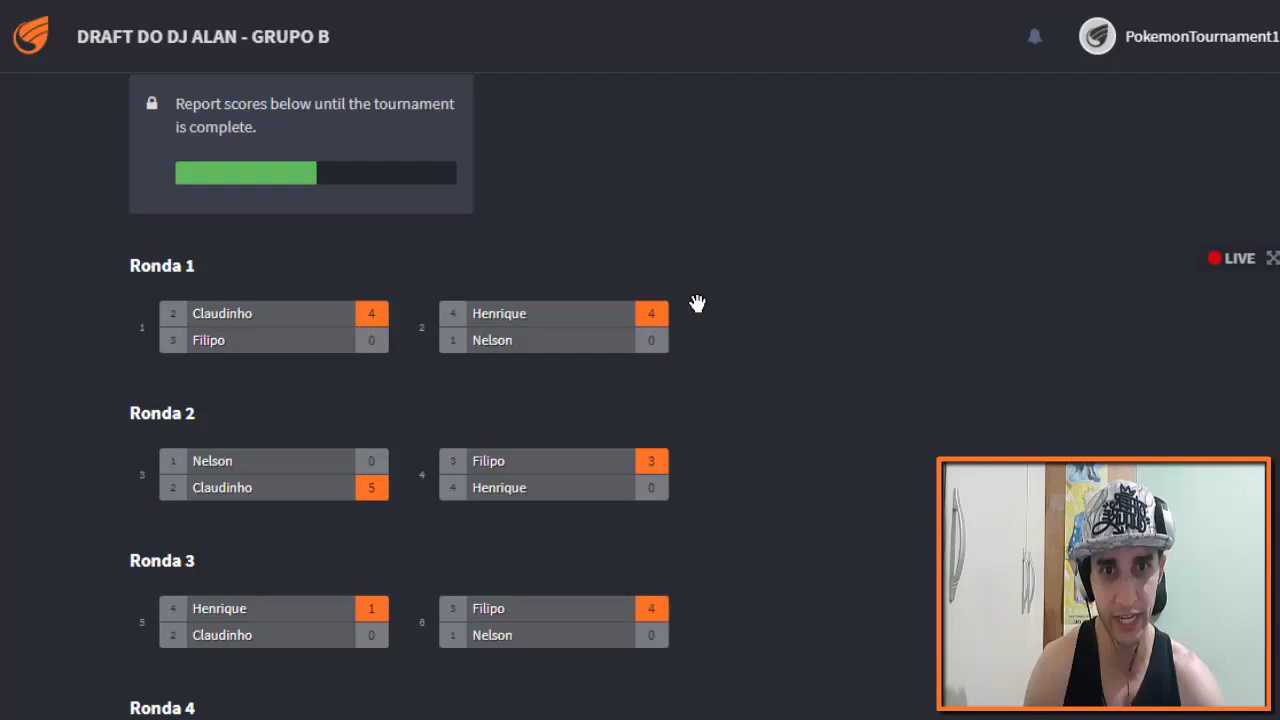 DRAFT DO DJ ALAN - GRUPO B
PokemonTournament1
Report scores below until the tournament
is complete.
LIVE
Ronda 1
1
2 Claudinho 4
3 Filipo 0
2
4 Henrique 4
1 Nelson 0
Ronda 2
3
1 Nelson 0
2 Claudinho 5
4
3 Filipo 3
4 Henrique 0
Ronda 3
5
4 Henrique 1
2 Claudinho 0
6
3 Filipo 4
1 Nelson 0
Ronda 4